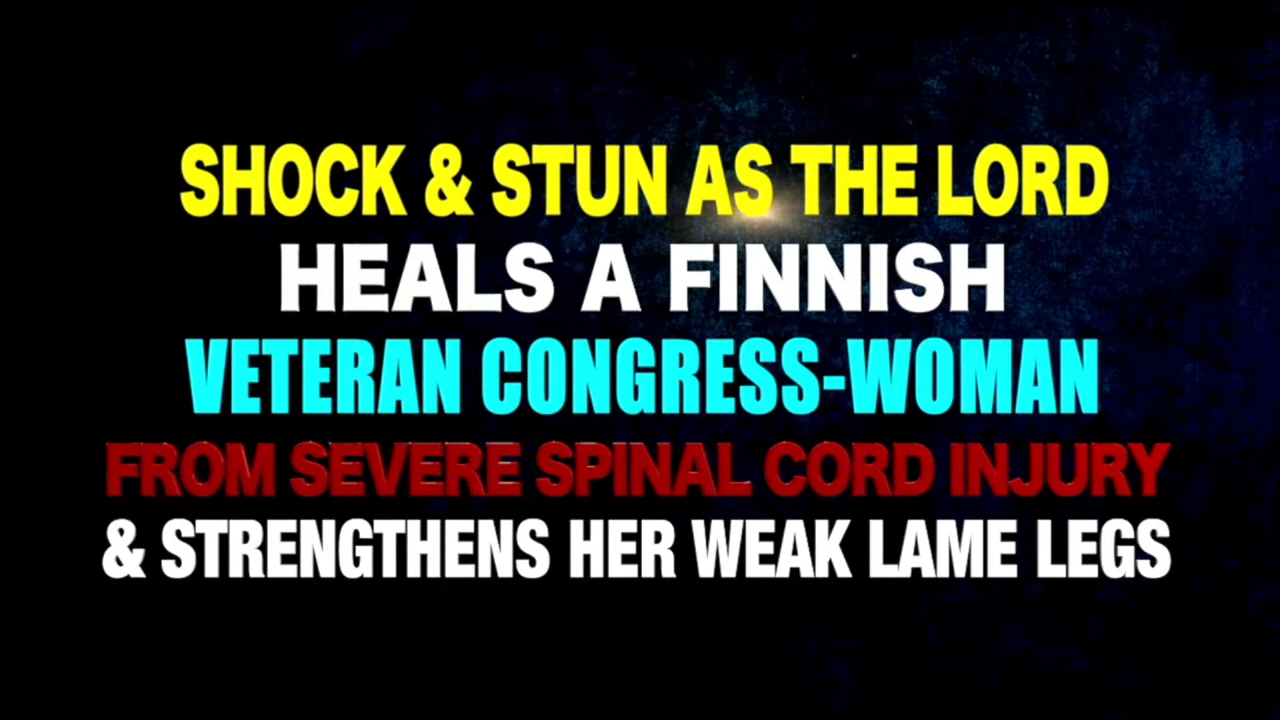 SHOCK & STUN AS THE LORD
HEALS A FINNISH
VETERAN CONGRESS-WOMAN
FROM SEVERE SPINAL CORD INJURY
& STRENGTHENS HER WEAK LAME LEGS